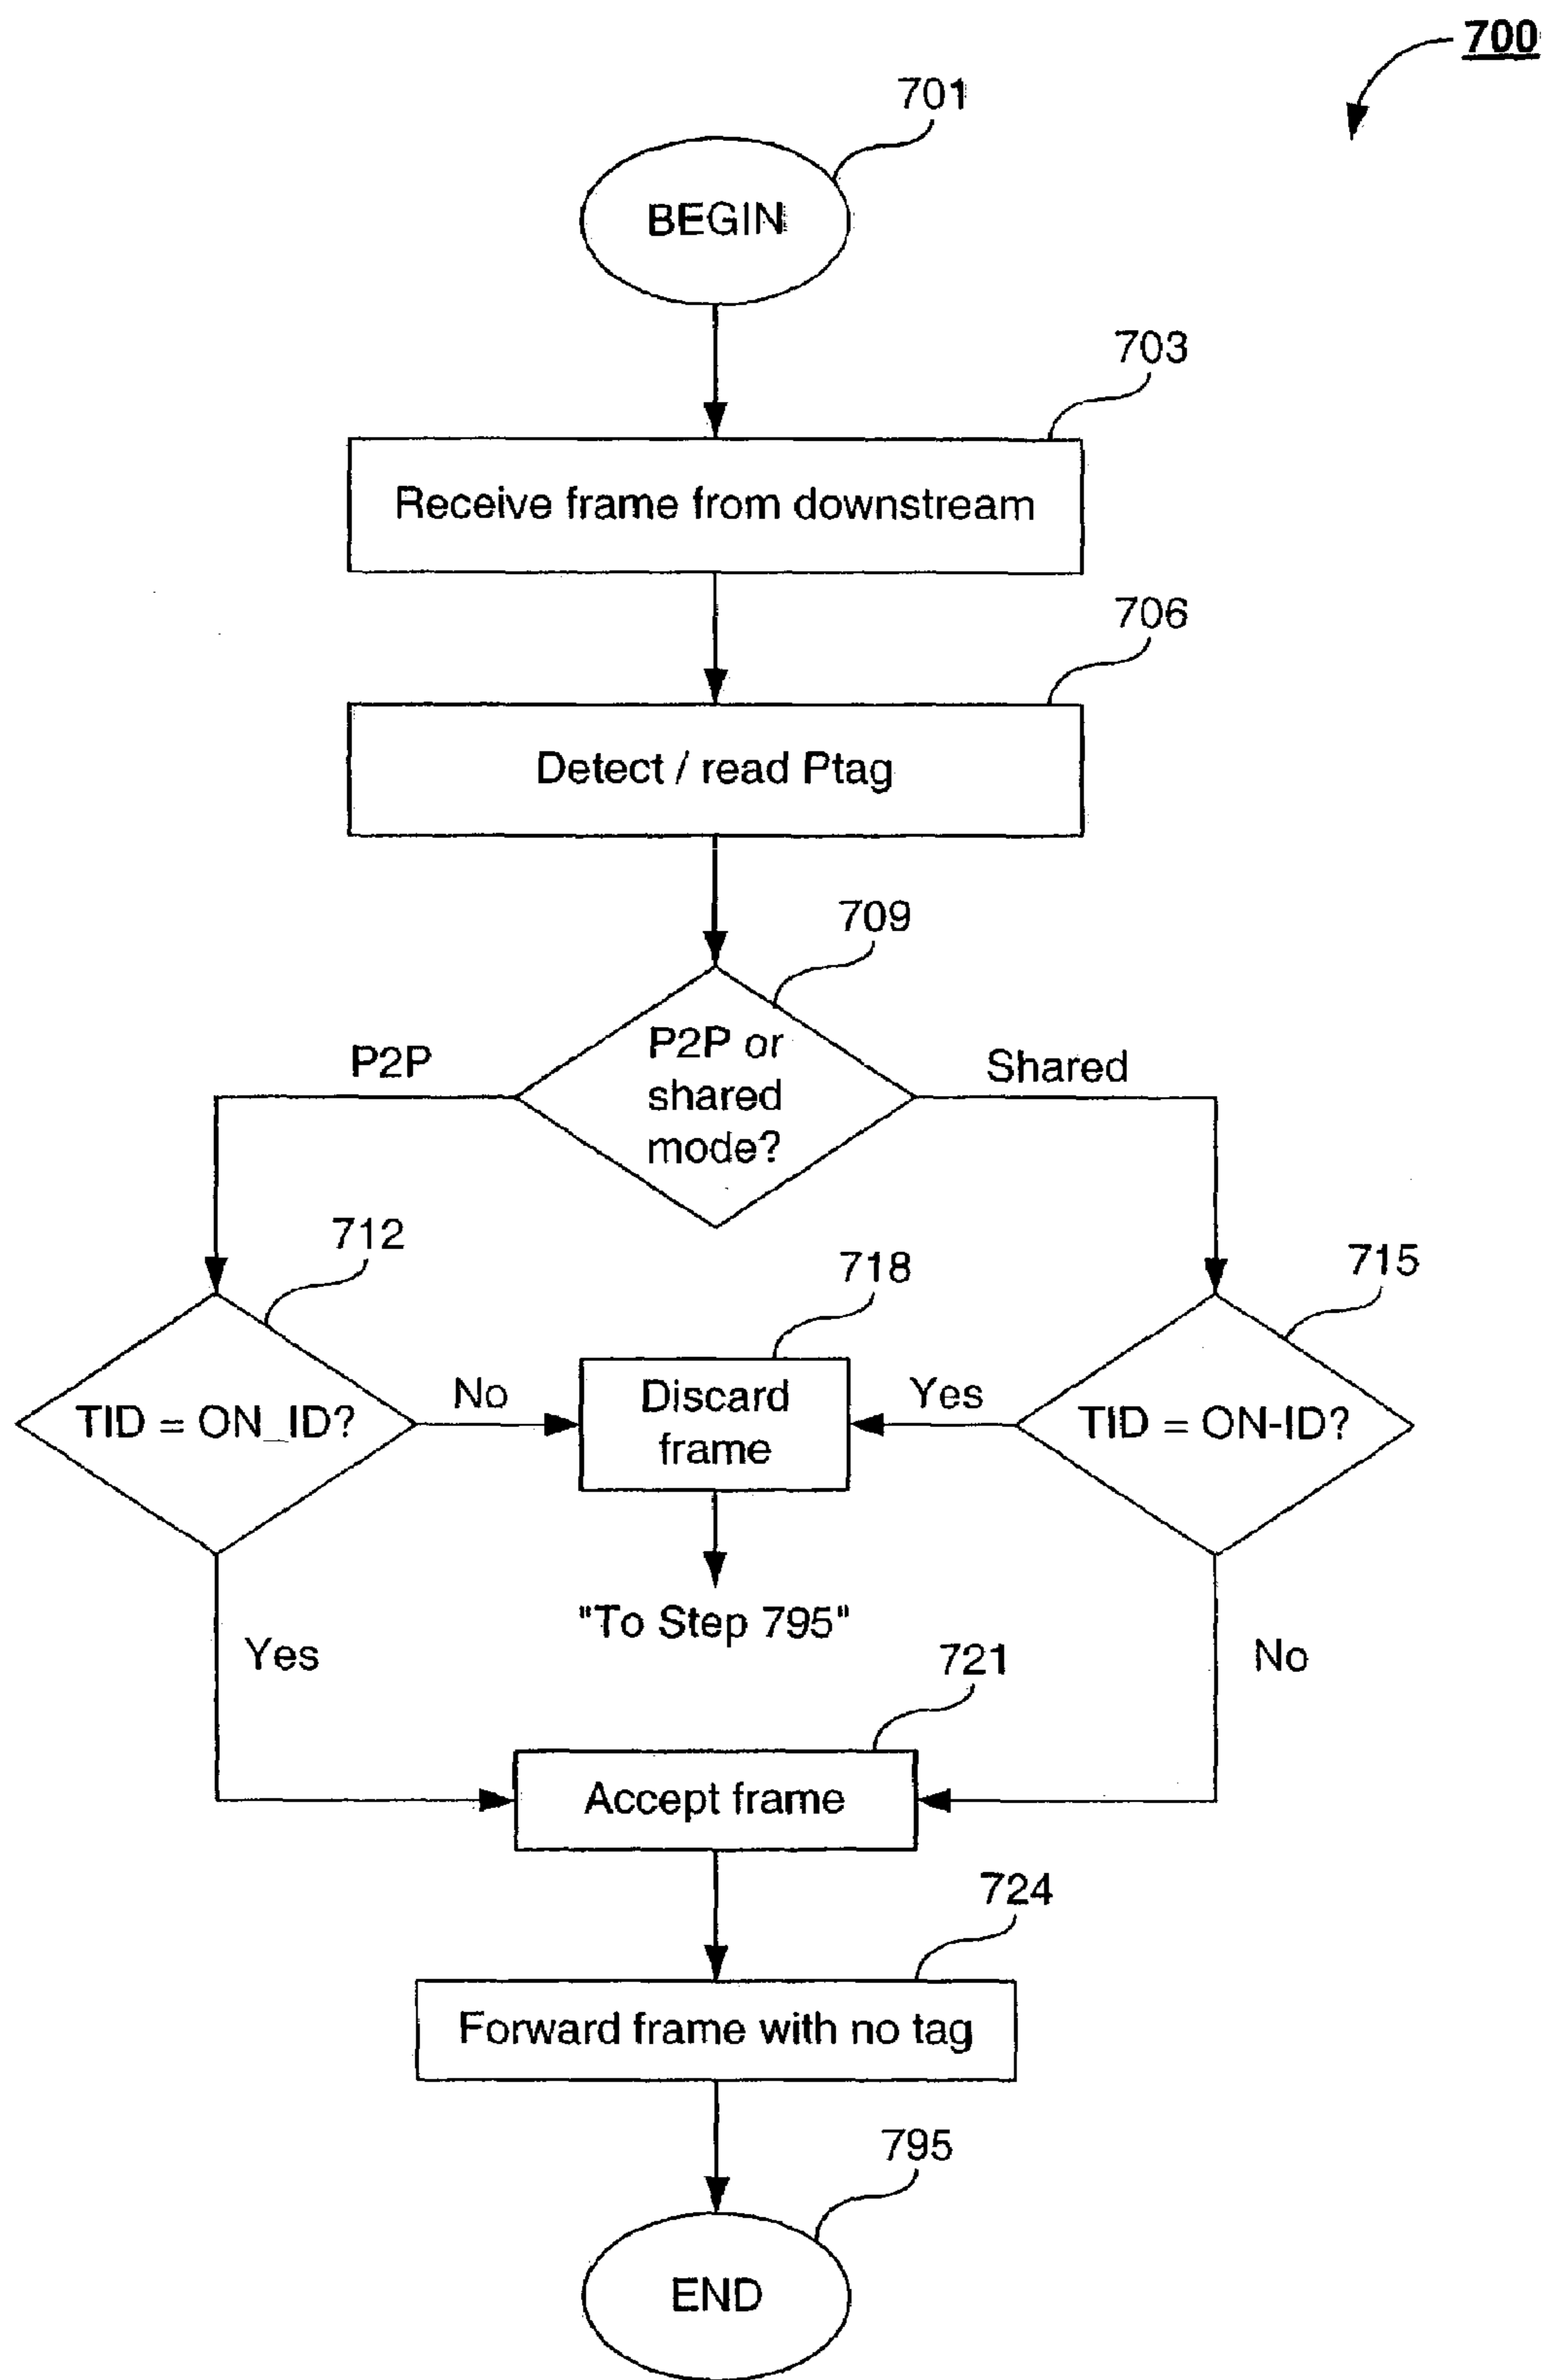 700
701
BEGIN
703
Receive frame from downstream
706
Detect / read Ptag
709
P2P or
shared
mode?
P2P
Shared
712
TID = ON_ID?
No
718
Discard
frame
Yes
715
TID = ON-ID?
"To Step 795"
Yes
No
721
Accept frame
724
Forward frame with no tag
795
END